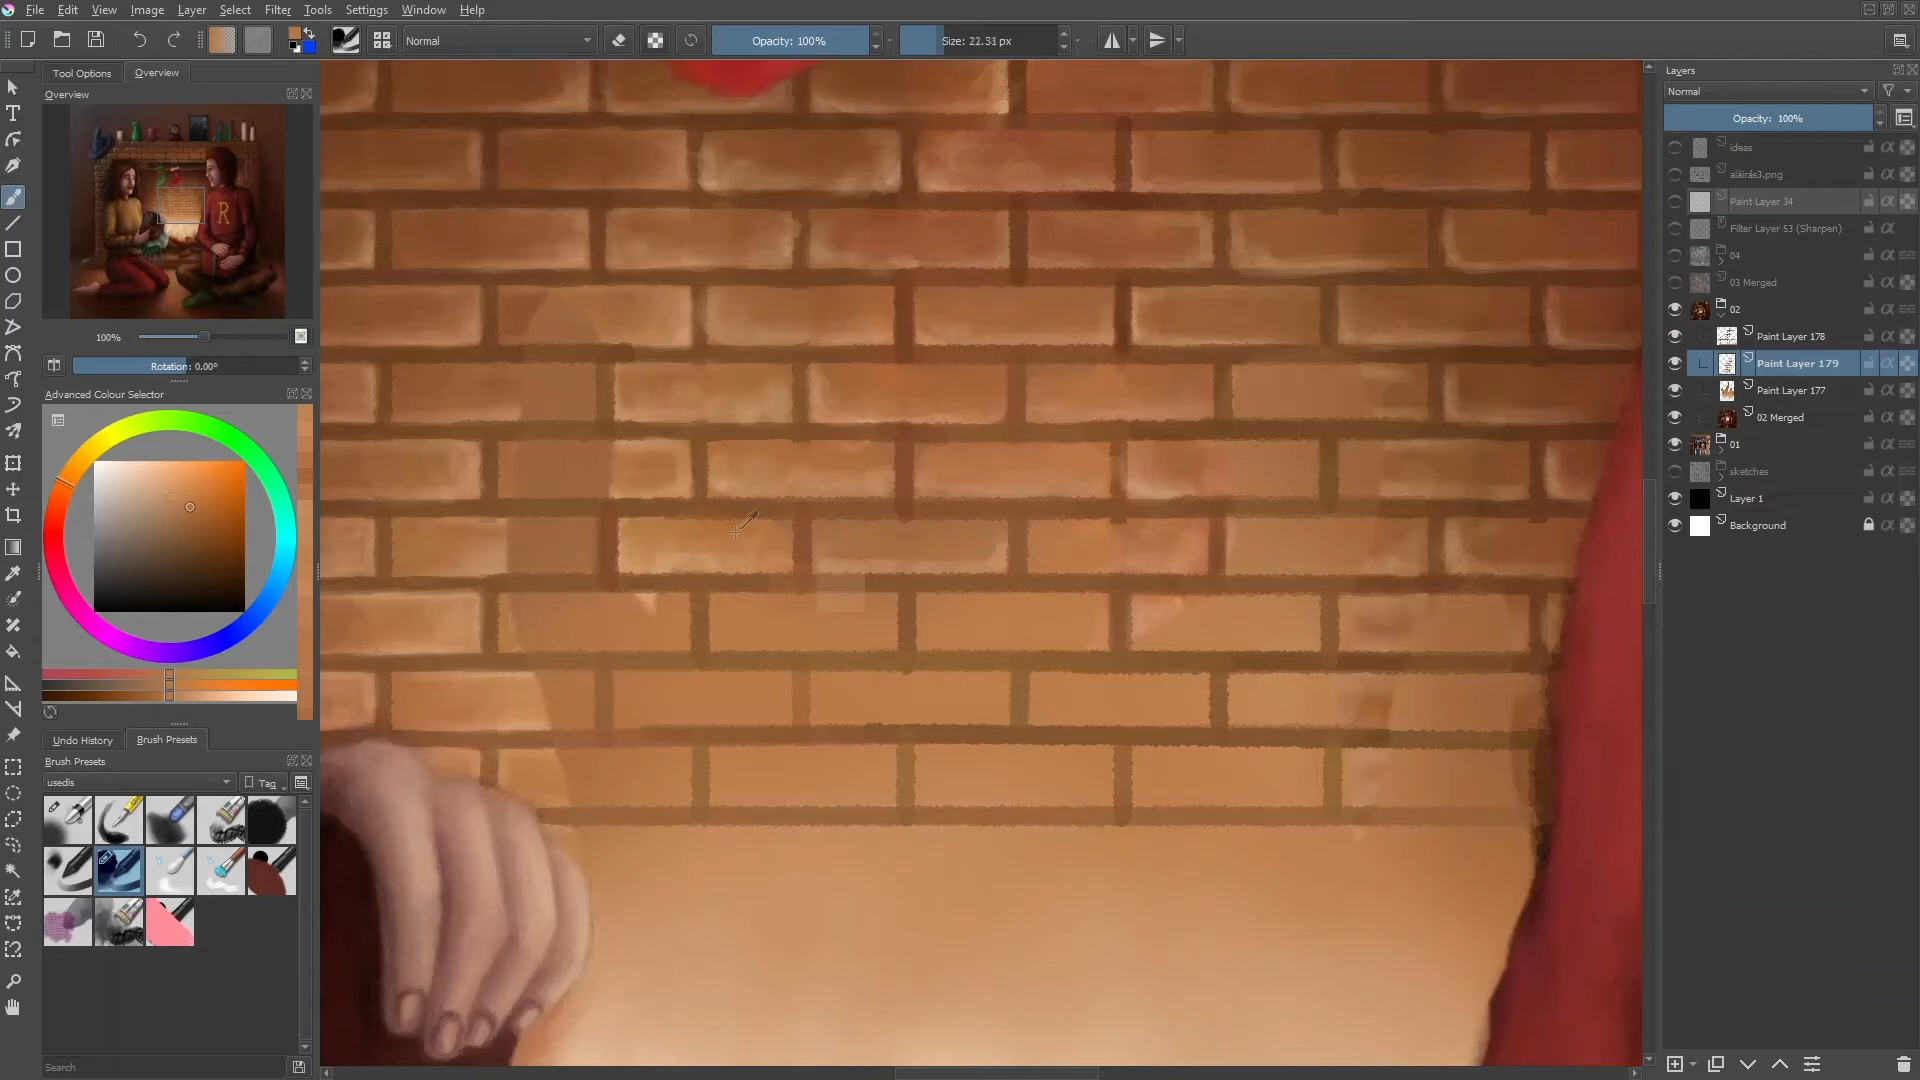 File Edit View Image Layer Select Filter Tools Settings Window Help
Normal
Opacity: 100%
Size: 22.31 px
Tool Options
Overview
Overview
100%
Rotation: 0.00°
Advanced Colour Selector
Undo History
Brush Presets
Brush Presets
usedis
Tag
Search
R
Layers
Normal
Opacity: 100%
ideas
aláírás3.png
Paint Layer 34
Filter Layer 53 (Sharpen)
04
03 Merged
02
Paint Layer 178
Paint Layer 179
Paint Layer 177
02 Merged
01
sketches
Layer 1
Background